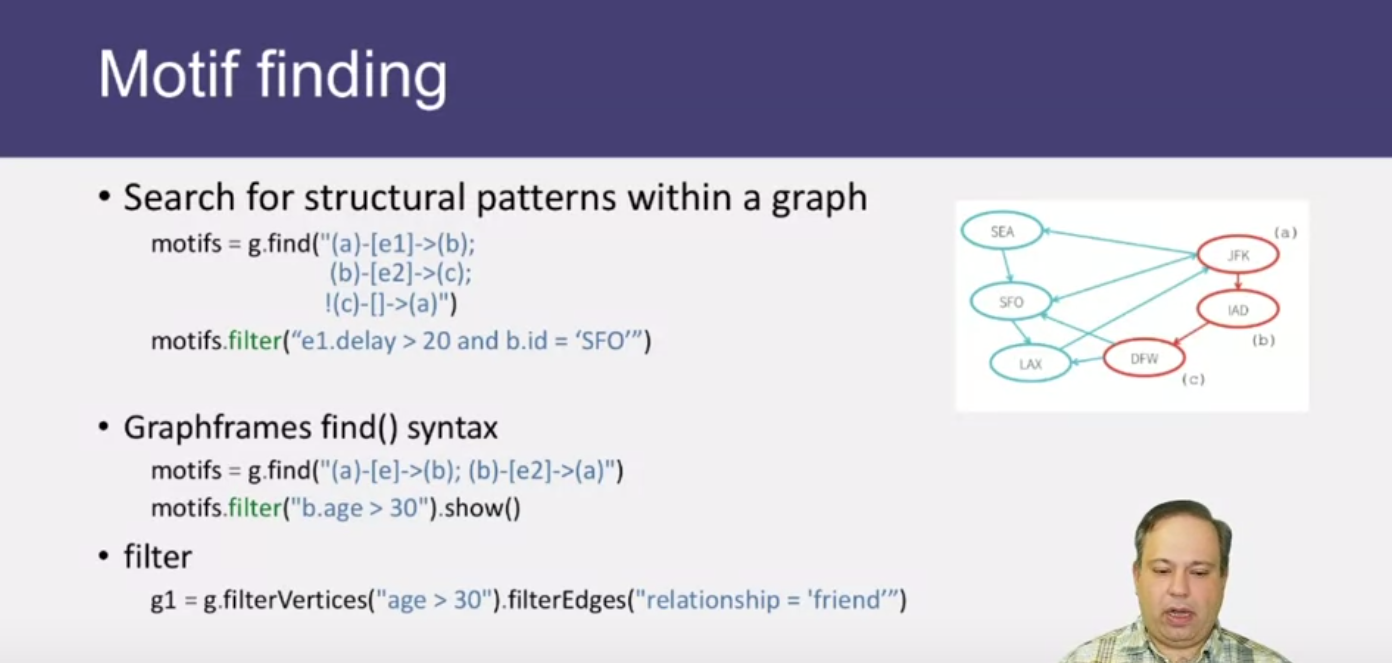 Motif finding
• Search for structural patterns within a graph
motifs = g.find("(a)-[e1]->(b);
(b)-[e2]->(c);
!(c)-[]->(a)")
motifs.filter(“e1.delay > 20 and b.id = ‘SFO’”)
• Graphframes find() syntax
motifs = g.find("(a)-[e]->(b); (b)-[e2]->(a)")
motifs.filter("b.age > 30").show()
• filter
g1 = g.filterVertices("age > 30").filterEdges("relationship = 'friend’”)
SEA
(a)
JFK
SFO
IAD
(b)
LAX
DFW
(c)